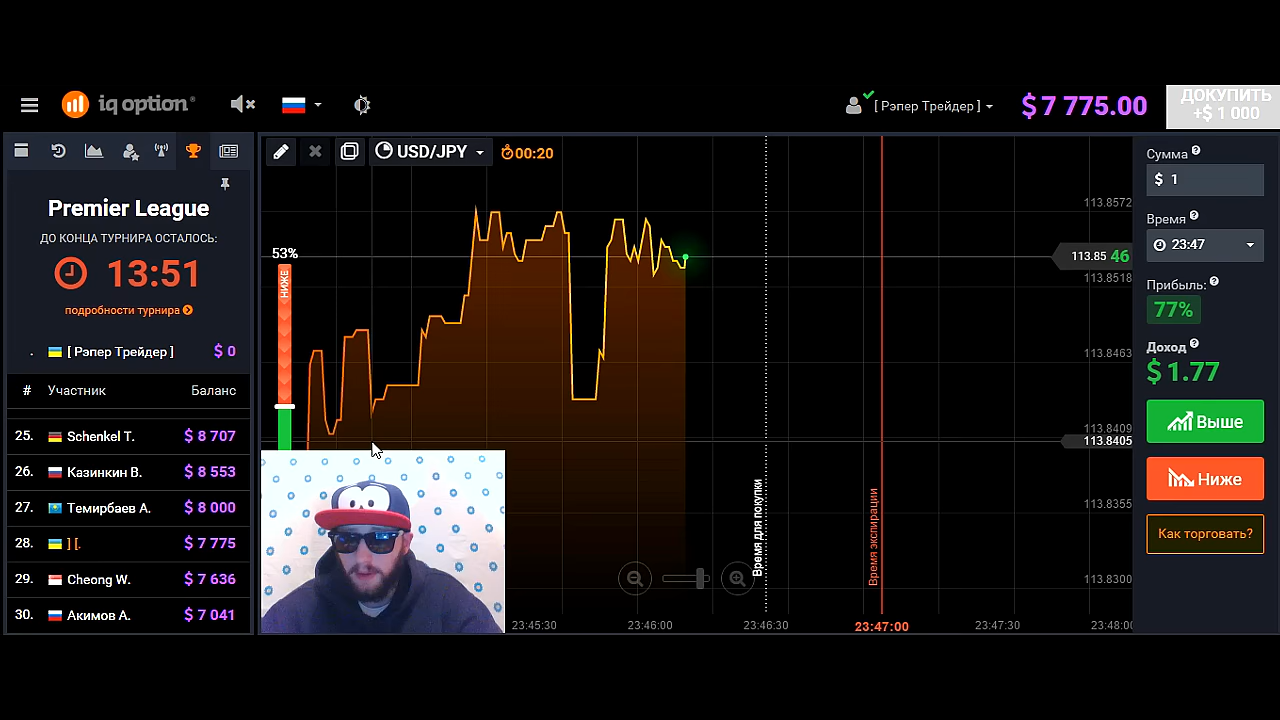 iq option®
[ Рэпер Трейдер ]
$ 7 775.00
ДОКУПИТЬ
+$ 1 000
Premier League
ДО КОНЦА ТУРНИРА ОСТАЛОСЬ:
13:51
подробности турнира
. [ Рэпер Трейдер ] $ 0
# Участник Баланс
25. Schenkel T. $ 8 707
26. Казинкин В. $ 8 553
27. Темирбаев А. $ 8 000
28. ] [. $ 7 775
29. Cheong W. $ 7 636
30. Акимов А. $ 7 041
USD/JPY
00:20
53%
НИЖЕ
113.8572
113.85 46
113.8518
113.8463
113.8409
113.8405
113.8355
113.8300
Время для покупки
Время экспирации
23:45:30
23:46:00
23:46:30
23:47:00
23:47:30
23:48:00
Сумма ?
$ 1
Время ?
23:47
Прибыль: ?
77%
Доход ?
$ 1.77
Выше
Ниже
Как торговать?